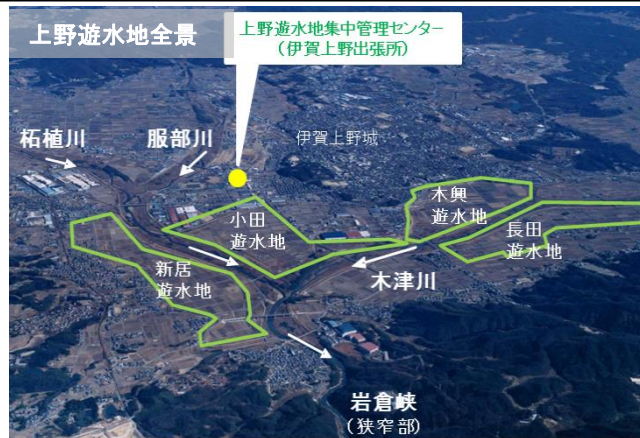 上野遊水地全景
上野遊水地集中管理センター
(伊賀上野出張所)
柘植川
服部川
伊賀上野城
木興
遊水地
小田
遊水地
長田
遊水地
新居
遊水地
木津川
岩倉峡
(狭窄部)